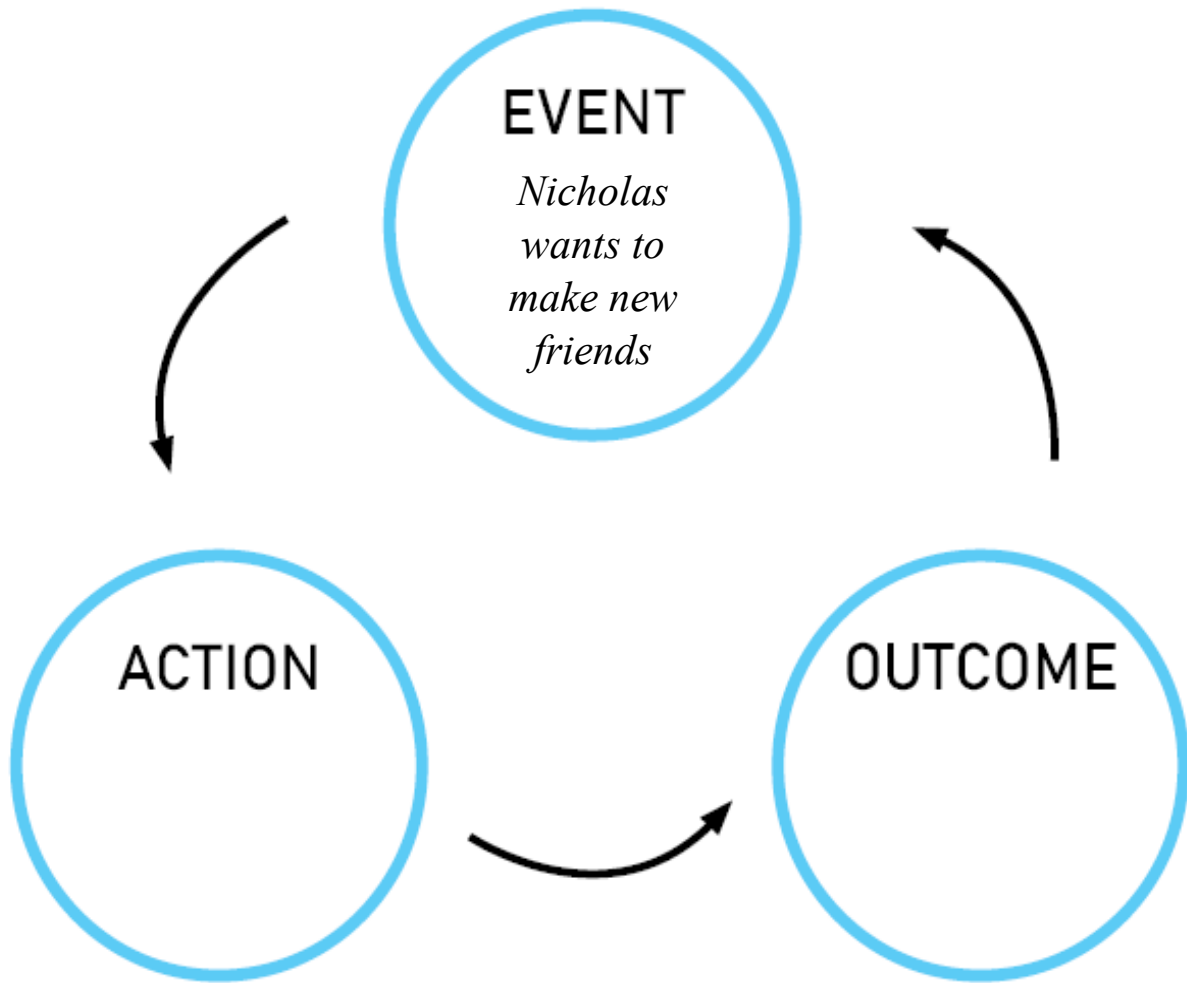 EVENT
Nicholas
wants to
make new
friends
ACTION
OUTCOME